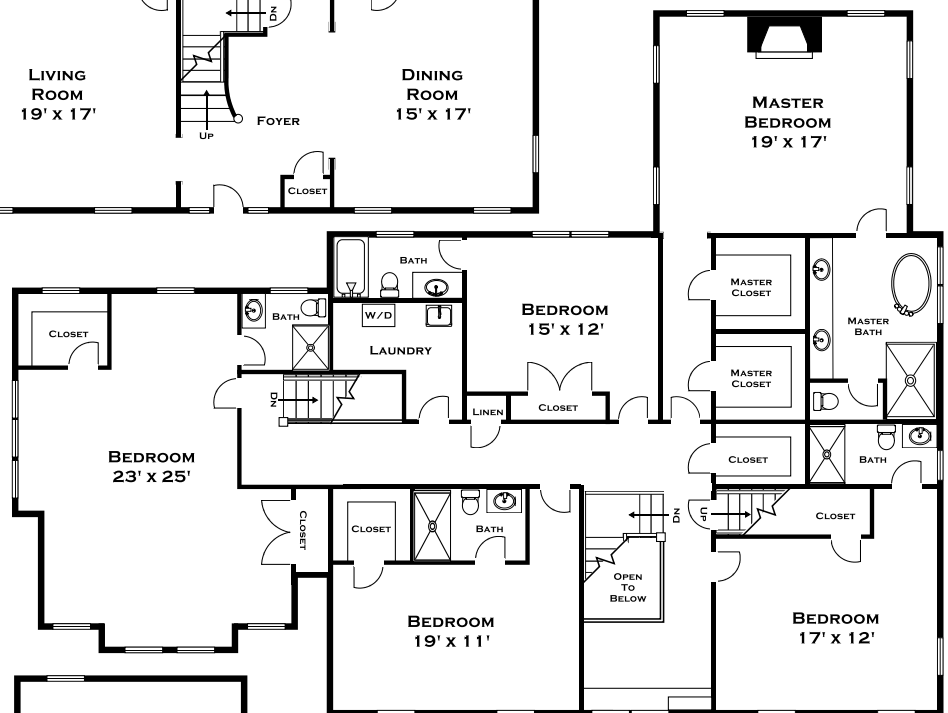 DN
LIVING
ROOM
19' x 17'
DINING
ROOM
15' x 17'
UP
FOYER
CLOSET
MASTER
BEDROOM
19' x 17'
BATH
BEDROOM
15' x 12'
MASTER
CLOSET
MASTER
BATH
CLOSET
BATH
W/D
LAUNDRY
MASTER
CLOSET
DN
LINEN
CLOSET
BEDROOM
23' x 25'
CLOSET
BATH
CLOSET
CLOSET
BATH
DN
UP
CLOSET
OPEN
TO
BELOW
BEDROOM
19' x 11'
BEDROOM
17' x 12'